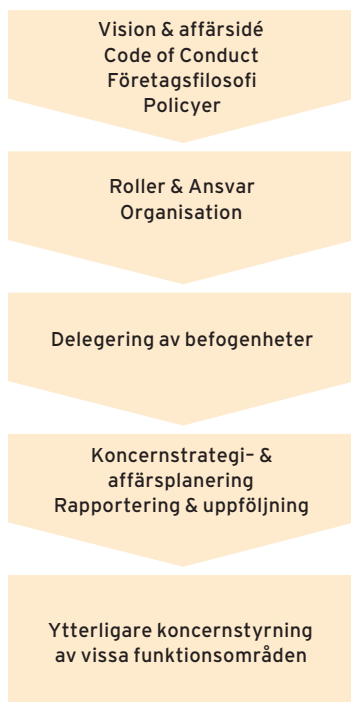 Vision & affärsidé
Code of Conduct
Företagsfilosofi
Policyer
Roller & Ansvar
Organisation
Delegering av befogenheter
Koncernstrategi- &
affärsplanering
Rapportering & uppföljning
Ytterligare koncernstyrning
av vissa funktionsområden